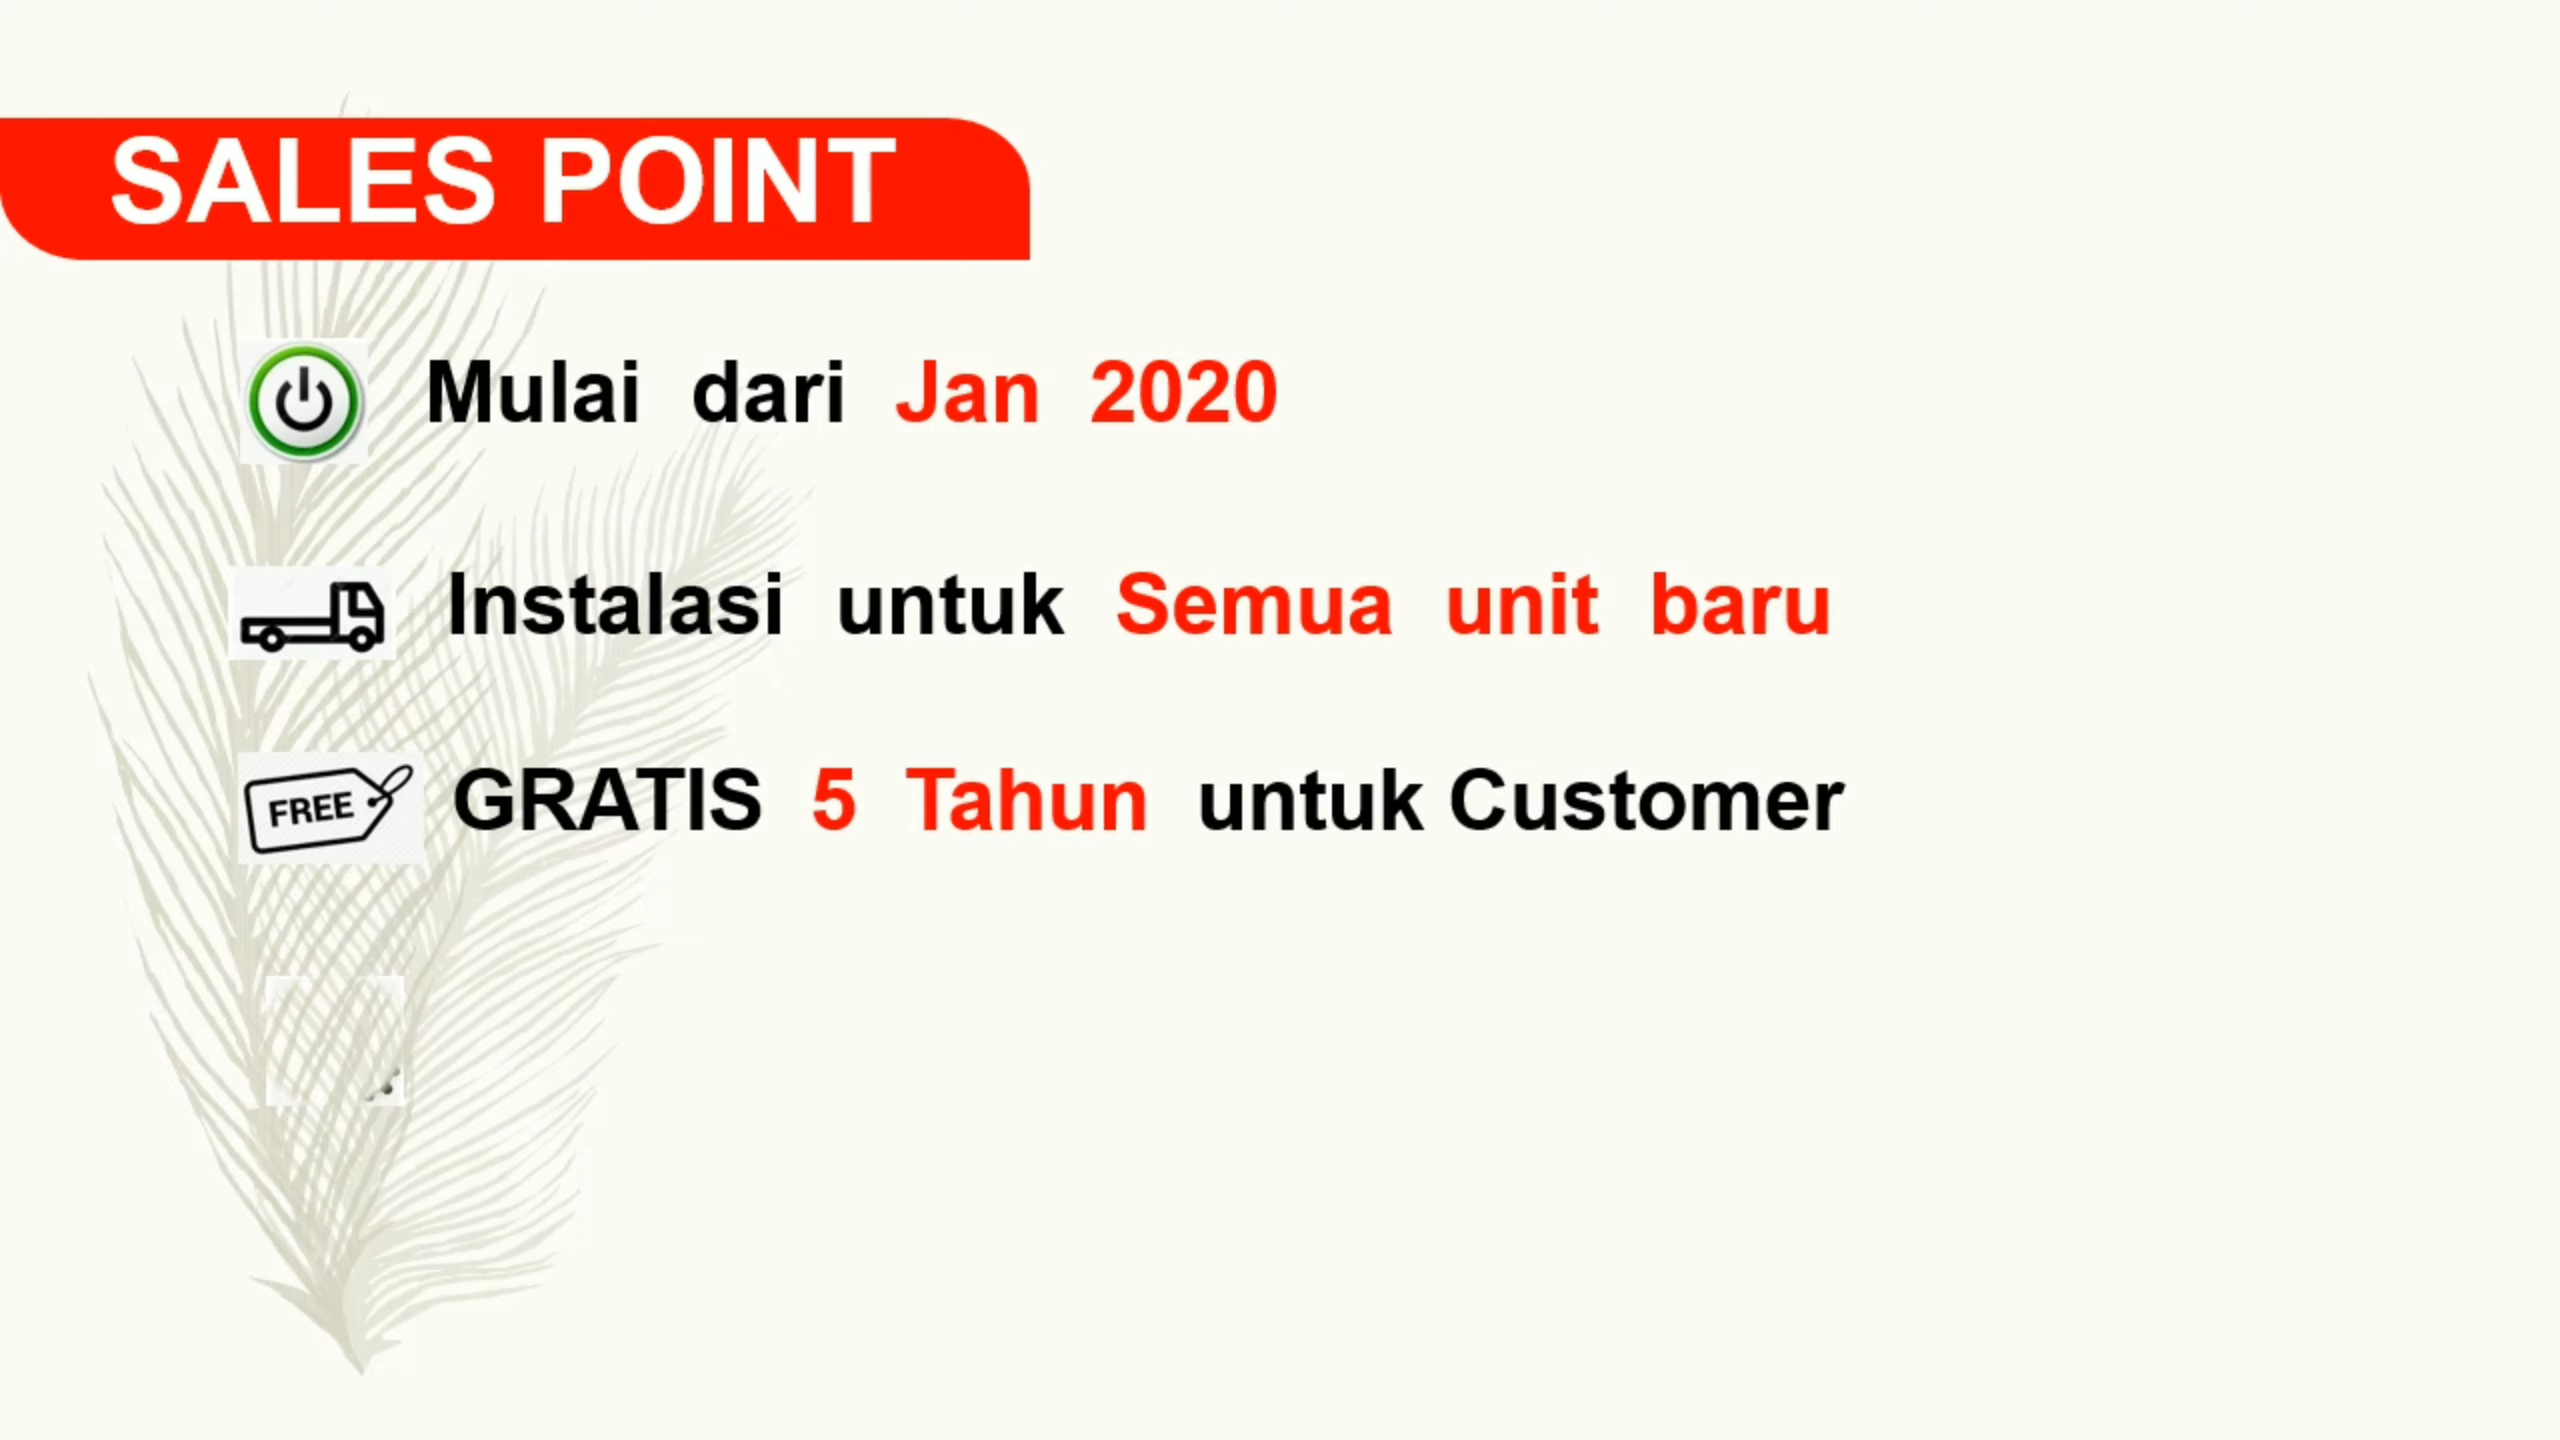 SALES POINT
Mulai dari Jan 2020
Instalasi untuk Semua unit baru
FREE
GRATIS 5 Tahun untuk Customer